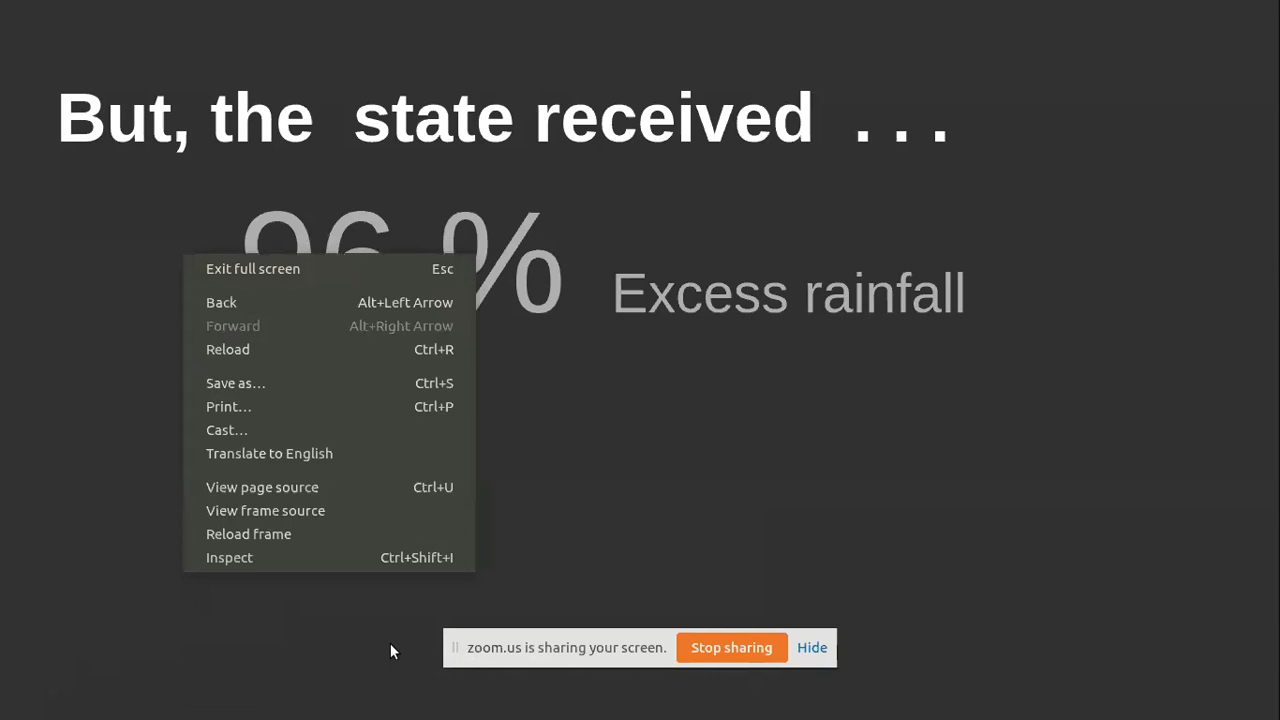 But, the state received . . .
96 % Excess rainfall
Exit full screen Esc
Back Alt+Left Arrow
Forward Alt+Right Arrow
Reload Ctrl+R
Save as… Ctrl+S
Print… Ctrl+P
Cast…
Translate to English
View page source Ctrl+U
View frame source
Reload frame
Inspect Ctrl+Shift+I
zoom.us is sharing your screen. Stop sharing Hide